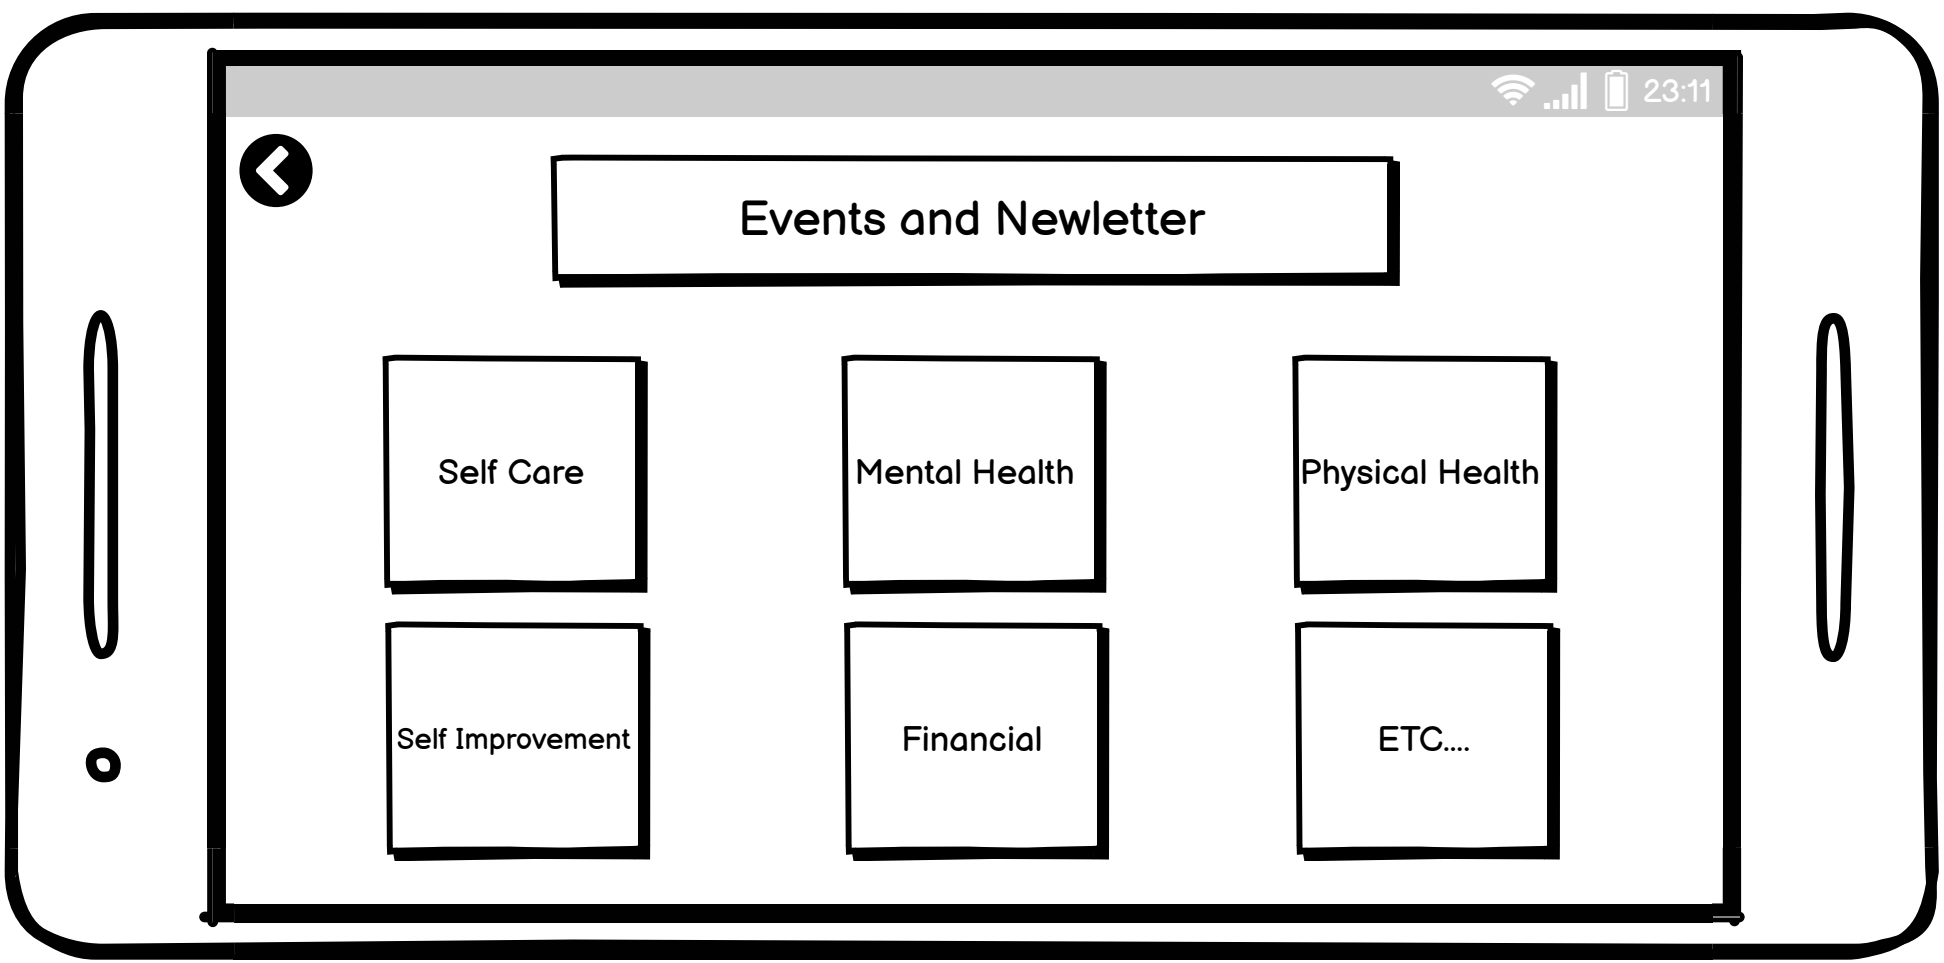 23:11
Events and Newletter
Self Care
Mental Health
Physical Health
Self Improvement
Financial
ETC....